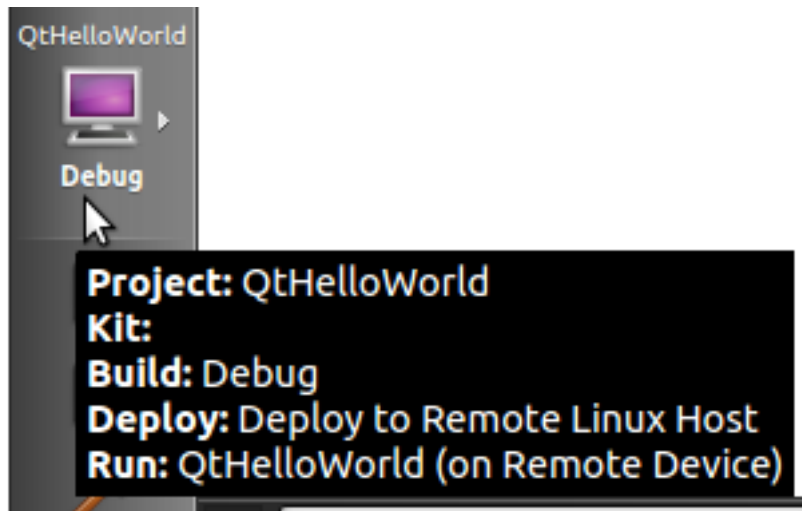 QtHelloWorld
Debug
Project: QtHelloWorld
Kit:
Build: Debug
Deploy: Deploy to Remote Linux Host
Run: QtHelloWorld (on Remote Device)